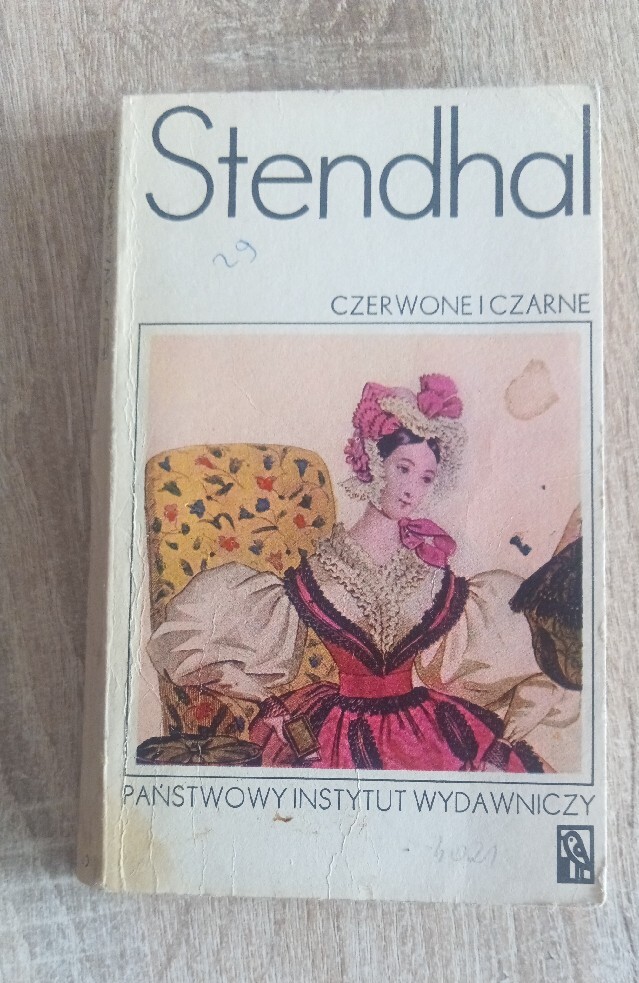 Stendhal
29
CZERWONE I CZARNE
PAŃSTWOWY INSTYTUT WYDAWNICZY